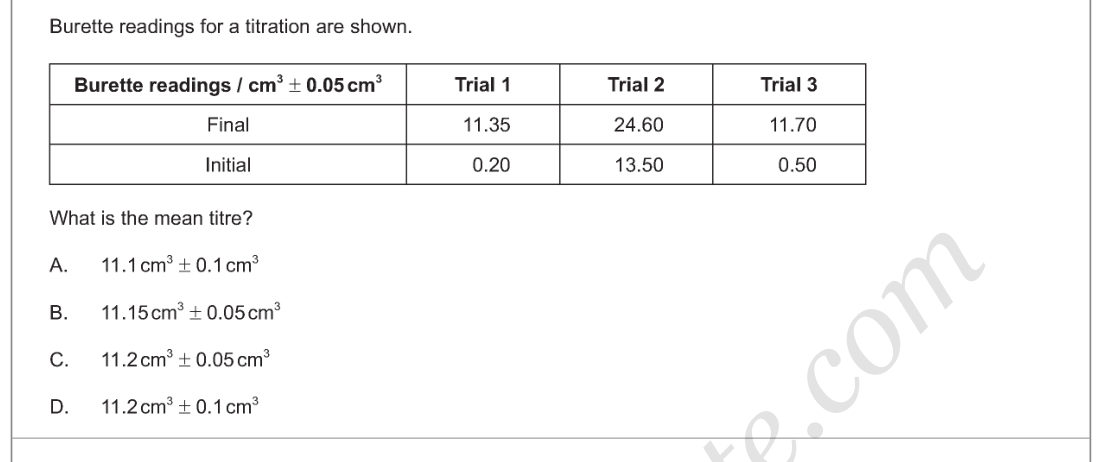 Burette readings for a titration are shown.
Burette readings / cm³ ± 0.05 cm³ Trial 1 Trial 2 Trial 3
Final 11.35 24.60 11.70
Initial 0.20 13.50 0.50
What is the mean titre?
A. 11.1 cm³ ± 0.1 cm³
B. 11.15 cm³ ± 0.05 cm³
C. 11.2 cm³ ± 0.05 cm³
D. 11.2 cm³ ± 0.1 cm³
te.com